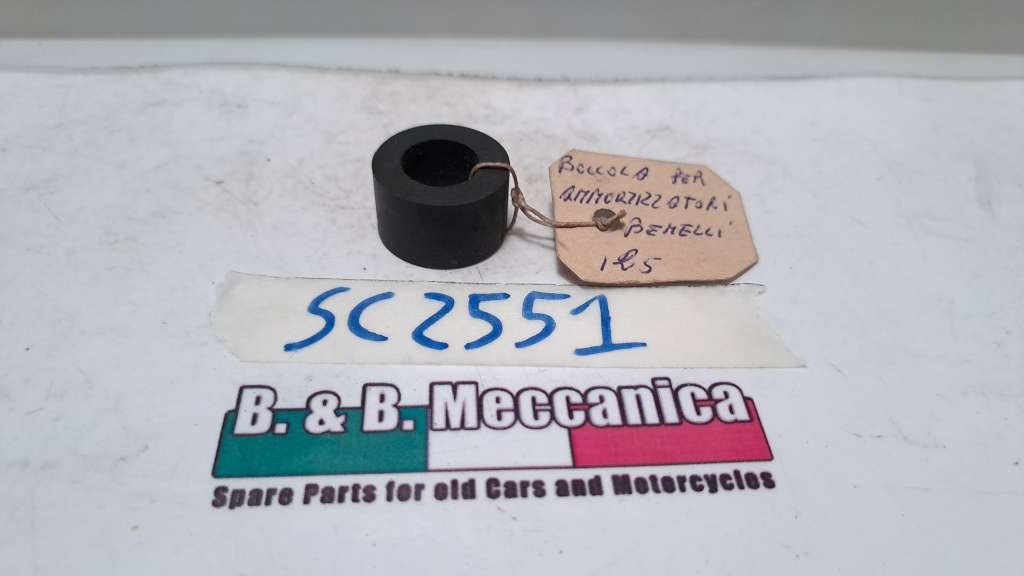 BOCCOLA PER
AMMORTIZZATORI
BENELLI
125
SC2551
B. & B. Meccanica
Spare Parts for old Cars and Motorcycles